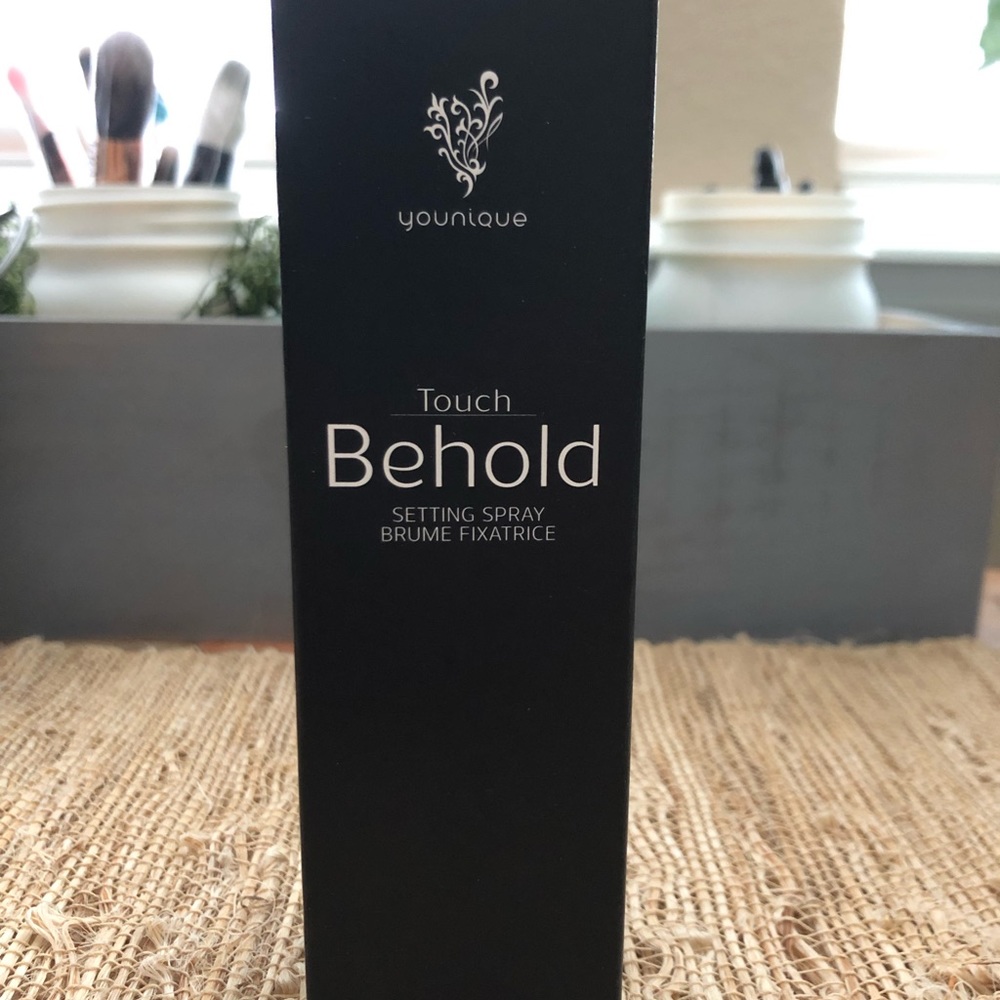 younique
Touch
Behold
SETTING SPRAY
BRUME FIXATRICE